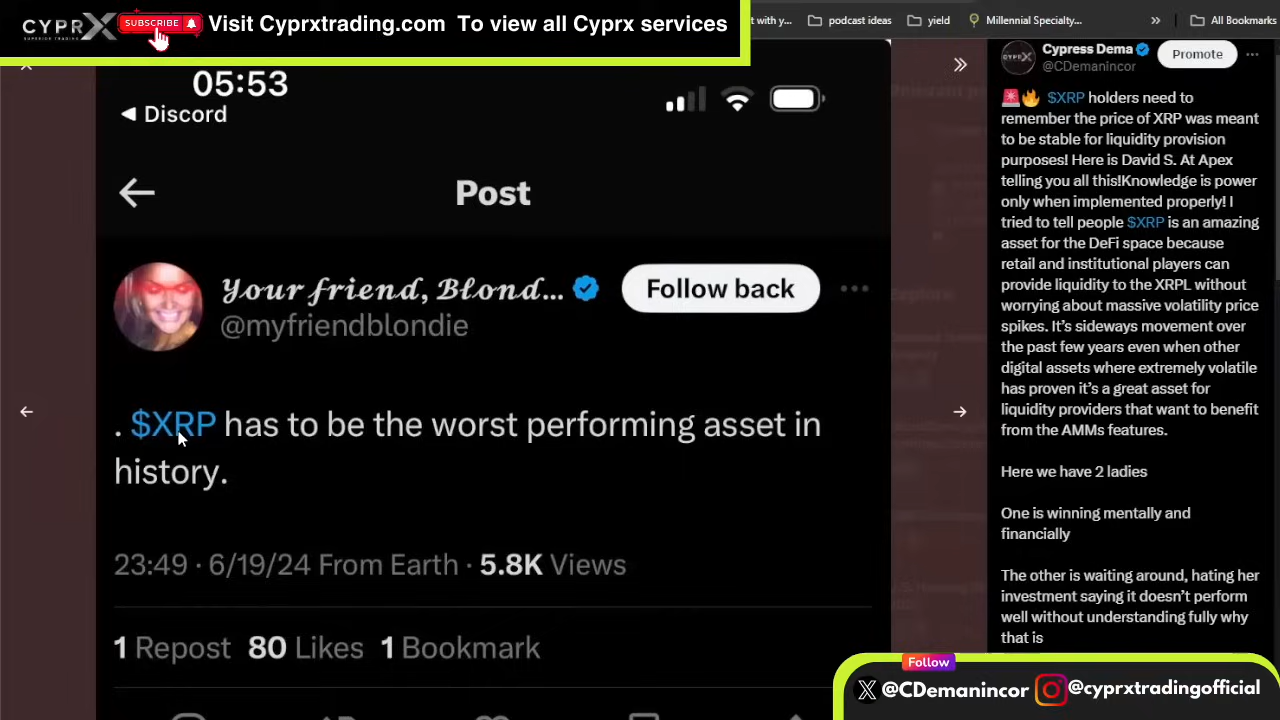 CYPRX
SUPERIOR TRADING
SUBSCRIBE
Visit Cyprxtrading.com To view all Cyprx services
t with y...
podcast ideas
yield
Millennial Specialty...
»
All Bookmarks
05:53
Discord
Post
Your friend, Blond...
@myfriendblondie
Follow back
. $XRP has to be the worst performing asset in
history.
23:49 · 6/19/24 From Earth · 5.8K Views
1 Repost 80 Likes 1 Bookmark
Cypress Dema
@CDemanincor
Promote
🚨🔥 $XRP holders need to
remember the price of XRP was meant
to be stable for liquidity provision
purposes! Here is David S. At Apex
telling you all this!Knowledge is power
only when implemented properly! I
tried to tell people $XRP is an amazing
asset for the DeFi space because
retail and institutional players can
provide liquidity to the XRPL without
worrying about massive volatility price
spikes. It's sideways movement over
the past few years even when other
digital assets where extremely volatile
has proven it's a great asset for
liquidity providers that want to benefit
from the AMMs features.
Here we have 2 ladies
One is winning mentally and
financially
The other is waiting around, hating her
investment saying it doesn't perform
well without understanding fully why
that is
Follow
@CDemanincor
@cyprxtradingofficial